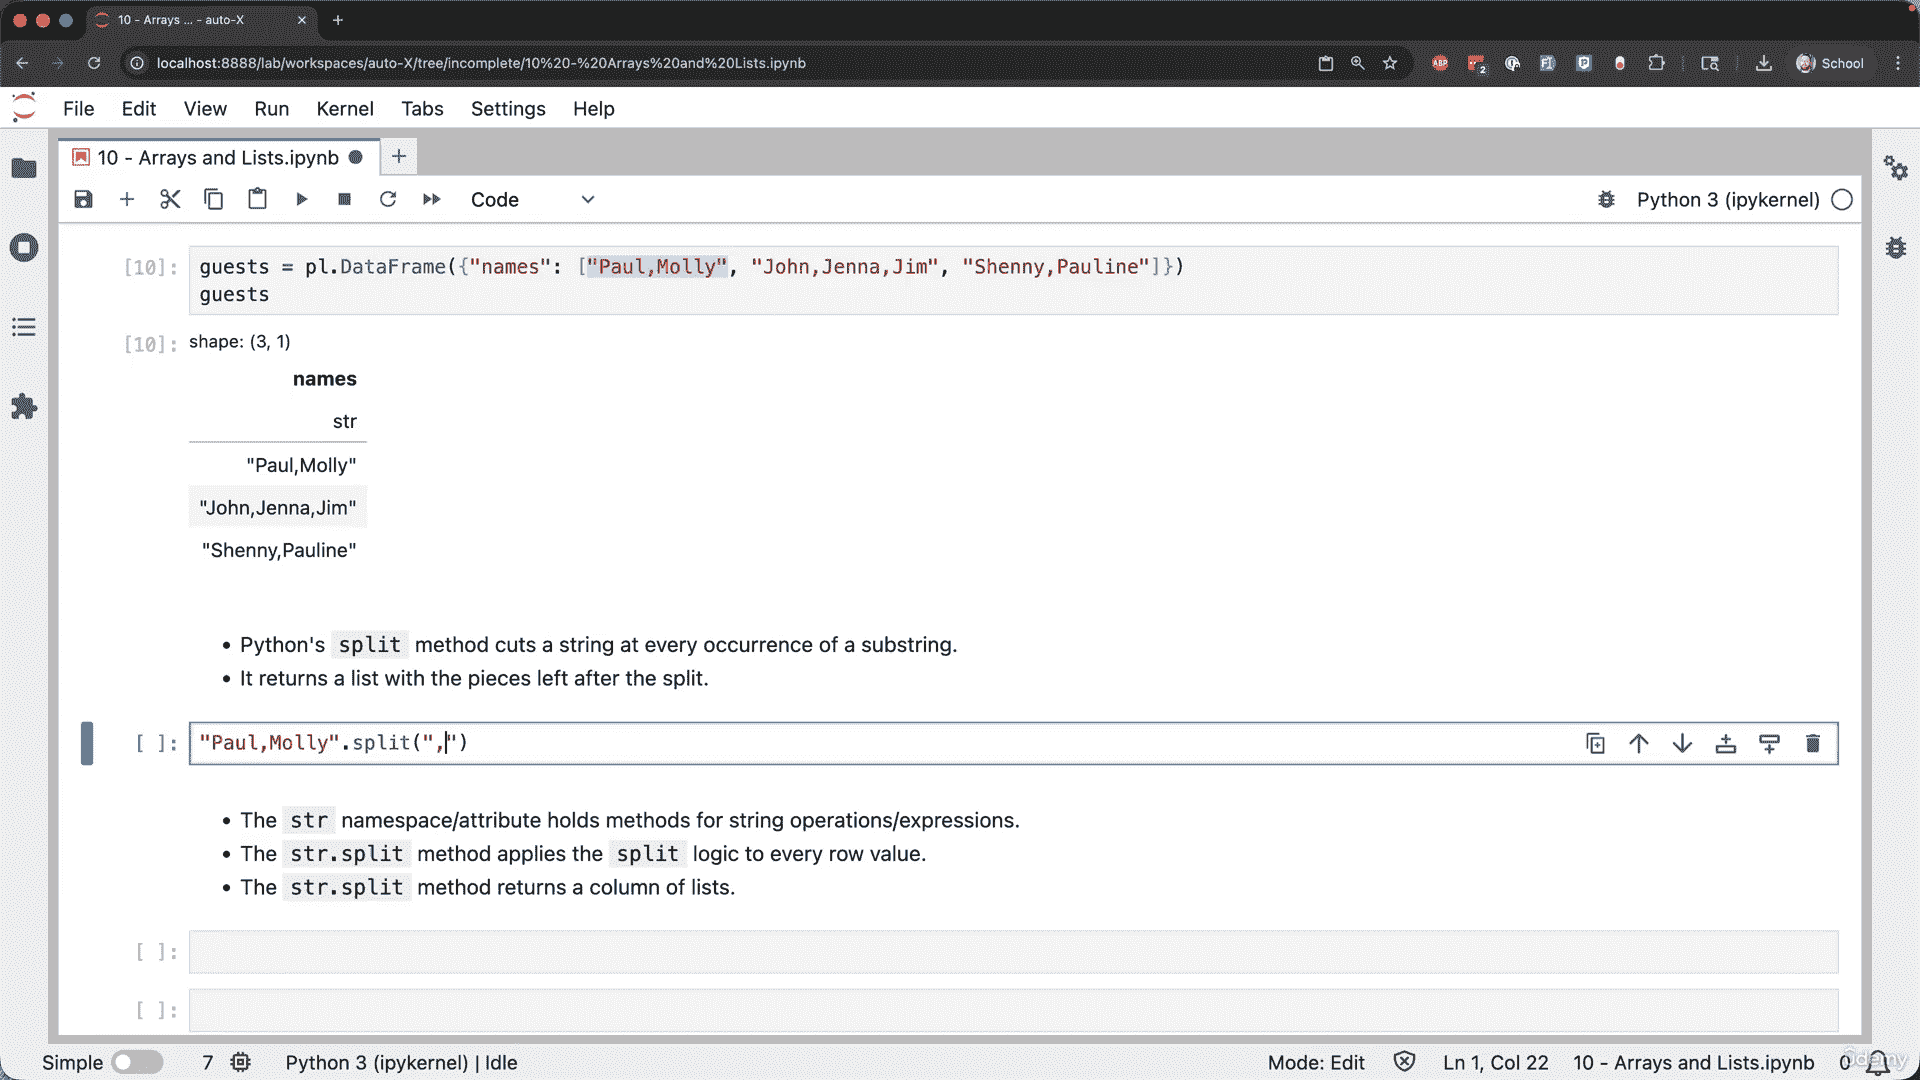 10 - Arrays ... - auto-X
localhost:8888/lab/workspaces/auto-X/tree/incomplete/10%20-%20Arrays%20and%20Lists.ipynb
ABP
2
School
File Edit View Run Kernel Tabs Settings Help
10 - Arrays and Lists.ipynb
Code
Python 3 (ipykernel)
[10]: guests = pl.DataFrame({"names": ["Paul,Molly", "John,Jenna,Jim", "Shenny,Pauline"]})
guests
[10]: shape: (3, 1)
names
str
"Paul,Molly"
"John,Jenna,Jim"
"Shenny,Pauline"
• Python's split method cuts a string at every occurrence of a substring.
• It returns a list with the pieces left after the split.
[ ]: "Paul,Molly".split(",")
• The str namespace/attribute holds methods for string operations/expressions.
• The str.split method applies the split logic to every row value.
• The str.split method returns a column of lists.
[ ]:
[ ]:
Simple 7 Python 3 (ipykernel) | Idle Mode: Edit Ln 1, Col 22 10 - Arrays and Lists.ipynb 0
Udemy